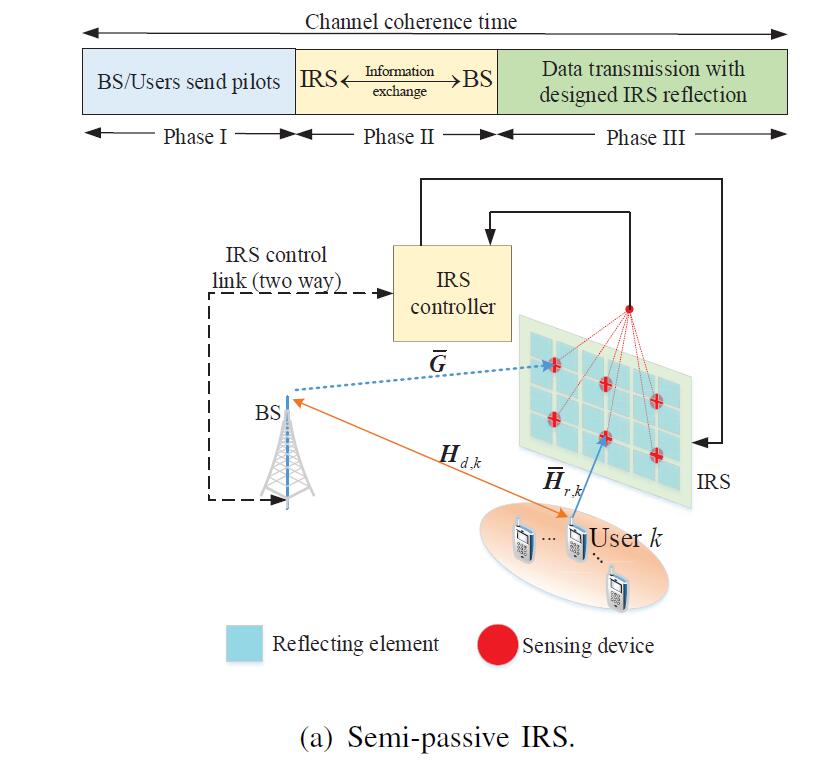 Channel coherence time
BS/Users send pilots
IRS
Information
exchange
BS
Data transmission with
designed IRS reflection
Phase I
Phase II
Phase III
IRS control
link (two way)
IRS
controller
G̅
BS
H_{d,k}
H̅_{r,k}
IRS
...
User k
...
Reflecting element
Sensing device
(a) Semi-passive IRS.